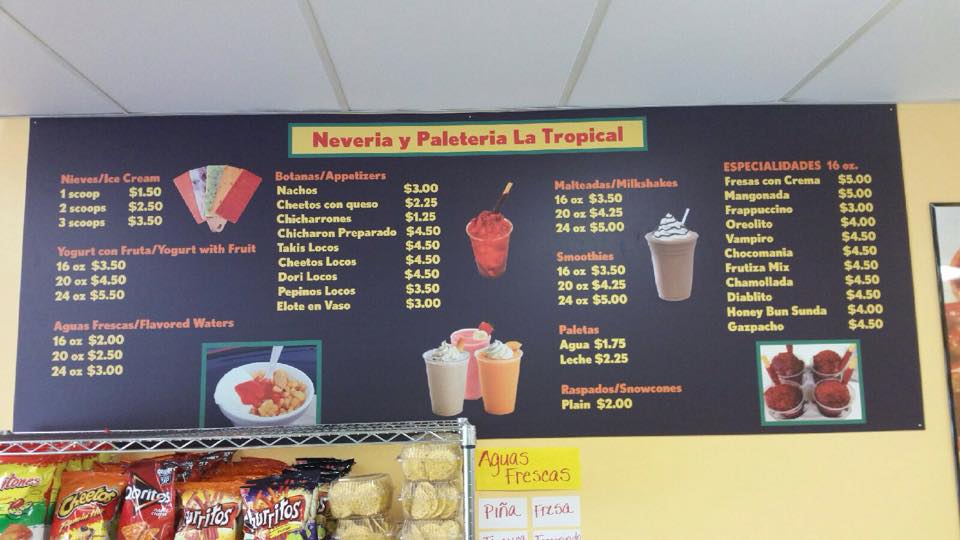 Neveria y Paleteria La Tropical
Nieves/Ice Cream
1 scoop $1.50
2 scoops $2.50
3 scoops $3.50
Yogurt con Fruta/Yogurt with Fruit
16 oz $3.50
20 oz $4.50
24 oz $5.50
Aguas Frescas/Flavored Waters
16 oz $2.00
20 oz $2.50
24 oz $3.00
Botanas/Appetizers
Nachos $3.00
Cheetos con queso $2.25
Chicharrones $1.25
Chicharon Preparado $4.50
Takis Locos $4.50
Cheetos Locos $4.50
Dori Locos $4.50
Pepinos Locos $3.50
Elote en Vaso $3.00
Malteadas/Milkshakes
16 oz $3.50
20 oz $4.25
24 oz $5.00
Smoothies
16 oz $3.50
20 oz $4.25
24 oz $5.00
Paletas
Agua $1.75
Leche $2.25
Raspados/Snowcones
Plain $2.00
ESPECIALIDADES 16 oz.
Fresas con Crema $5.00
Mangonada $5.00
Frappuccino $3.00
Oreolito $4.00
Vampiro $4.50
Chocomania $4.50
Frutiza Mix $4.50
Chamollada $4.50
Diablito $4.50
Honey Bun Sunda $4.00
Gazpacho $4.50
Cheetos
Doritos
Churritos
Churritos
Aguas
Frescas
Piña
Fresa